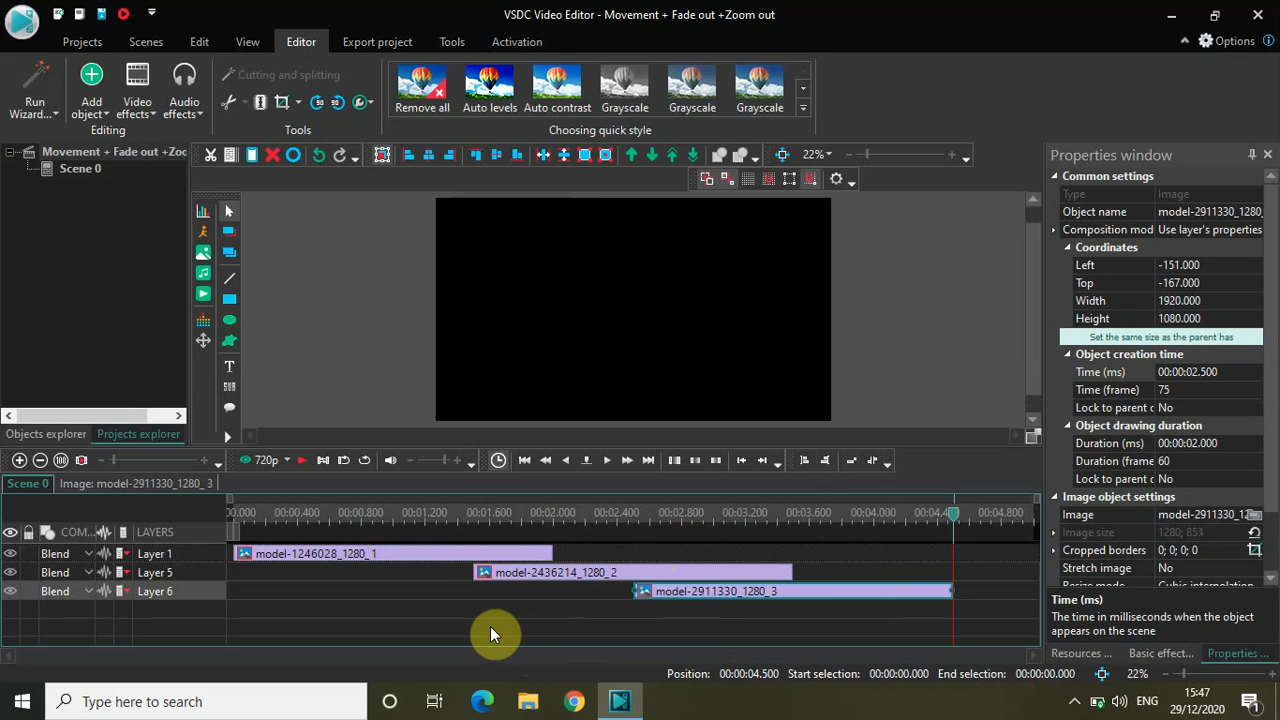 VSDC Video Editor - Movement + Fade out +Zoom out
Projects Scenes Edit View Editor Export project Tools Activation Options
Run Wizard... Add object Video effects Audio effects
Cutting and splitting
Remove all Auto levels Auto contrast Grayscale Grayscale Grayscale
Editing Tools Choosing quick style
Movement + Fade out +Zoo
Scene 0
22%
Objects explorer Projects explorer
Properties window
Common settings
Type Image
Object name model-2911330_1280_
Composition mod Use layer's properties
Coordinates
Left -151.000
Top -167.000
Width 1920.000
Height 1080.000
Set the same size as the parent has
Object creation time
Time (ms) 00:00:02.500
Time (frame) 75
Lock to parent c No
Object drawing duration
Duration (ms) 00:00:02.000
Duration (frame 60
Lock to parent c No
Image object settings
Image model-2911330_12
Image size 1280; 853
Cropped borders 0; 0; 0; 0
Stretch image No
Resize mode Cubic interpolation
Time (ms)
The time in milliseconds when the object appears on the scene
Resources ... Basic effect... Properties ...
720p
Scene 0 Image: model-2911330_1280_ 3
0.000 00:00.400 00:00.800 00:01.200 00:01.600 00:02.000 00:02.400 00:02.800 00:03.200 00:03.600 00:04.000 00:04.4 00:04.800
COM... LAYERS
Blend Layer 1 model-1246028_1280_1
Blend Layer 5 model-2436214_1280_2
Blend Layer 6 model-2911330_1280_3
Position: 00:00:04.500 Start selection: 00:00:00.000 End selection: 00:00:00.000 22%
Type here to search
ENG
15:47
29/12/2020
1